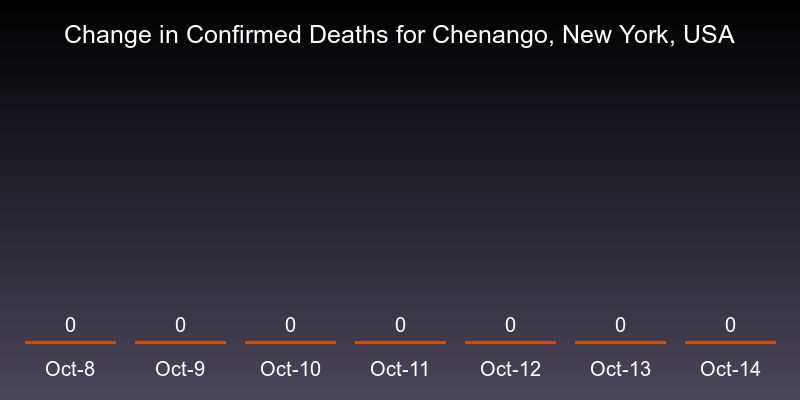 Change in Confirmed Deaths for Chenango, New York, USA
0 0 0 0 0 0 0
Oct-8 Oct-9 Oct-10 Oct-11 Oct-12 Oct-13 Oct-14